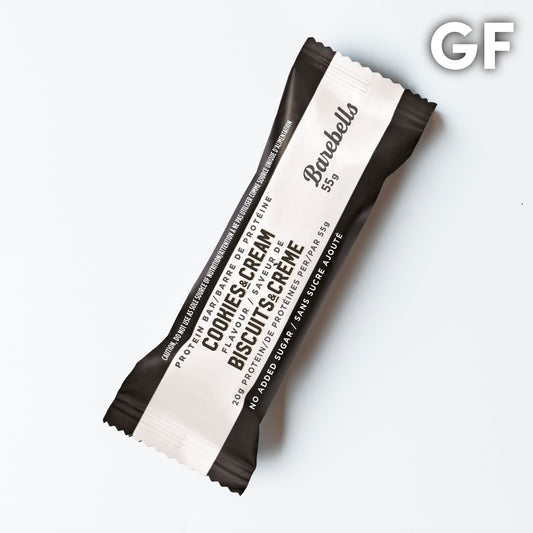 GF
Barebells
55g
CAUTION, DO NOT USE AS SOLE SOURCE OF NUTRITION/ATTENTION À NE PAS UTILISER COMME SOURCE UNIQUE D'ALIMENTATION
PROTEIN BAR/BARRE DE PROTÉINE
COOKIES&CREAM
FLAVOUR / SAVEUR DE
BISCUITS&CRÈME
20g PROTEIN/DE PROTÉINES PER/PAR 55g
NO ADDED SUGAR / SANS SUCRE AJOUTÉ